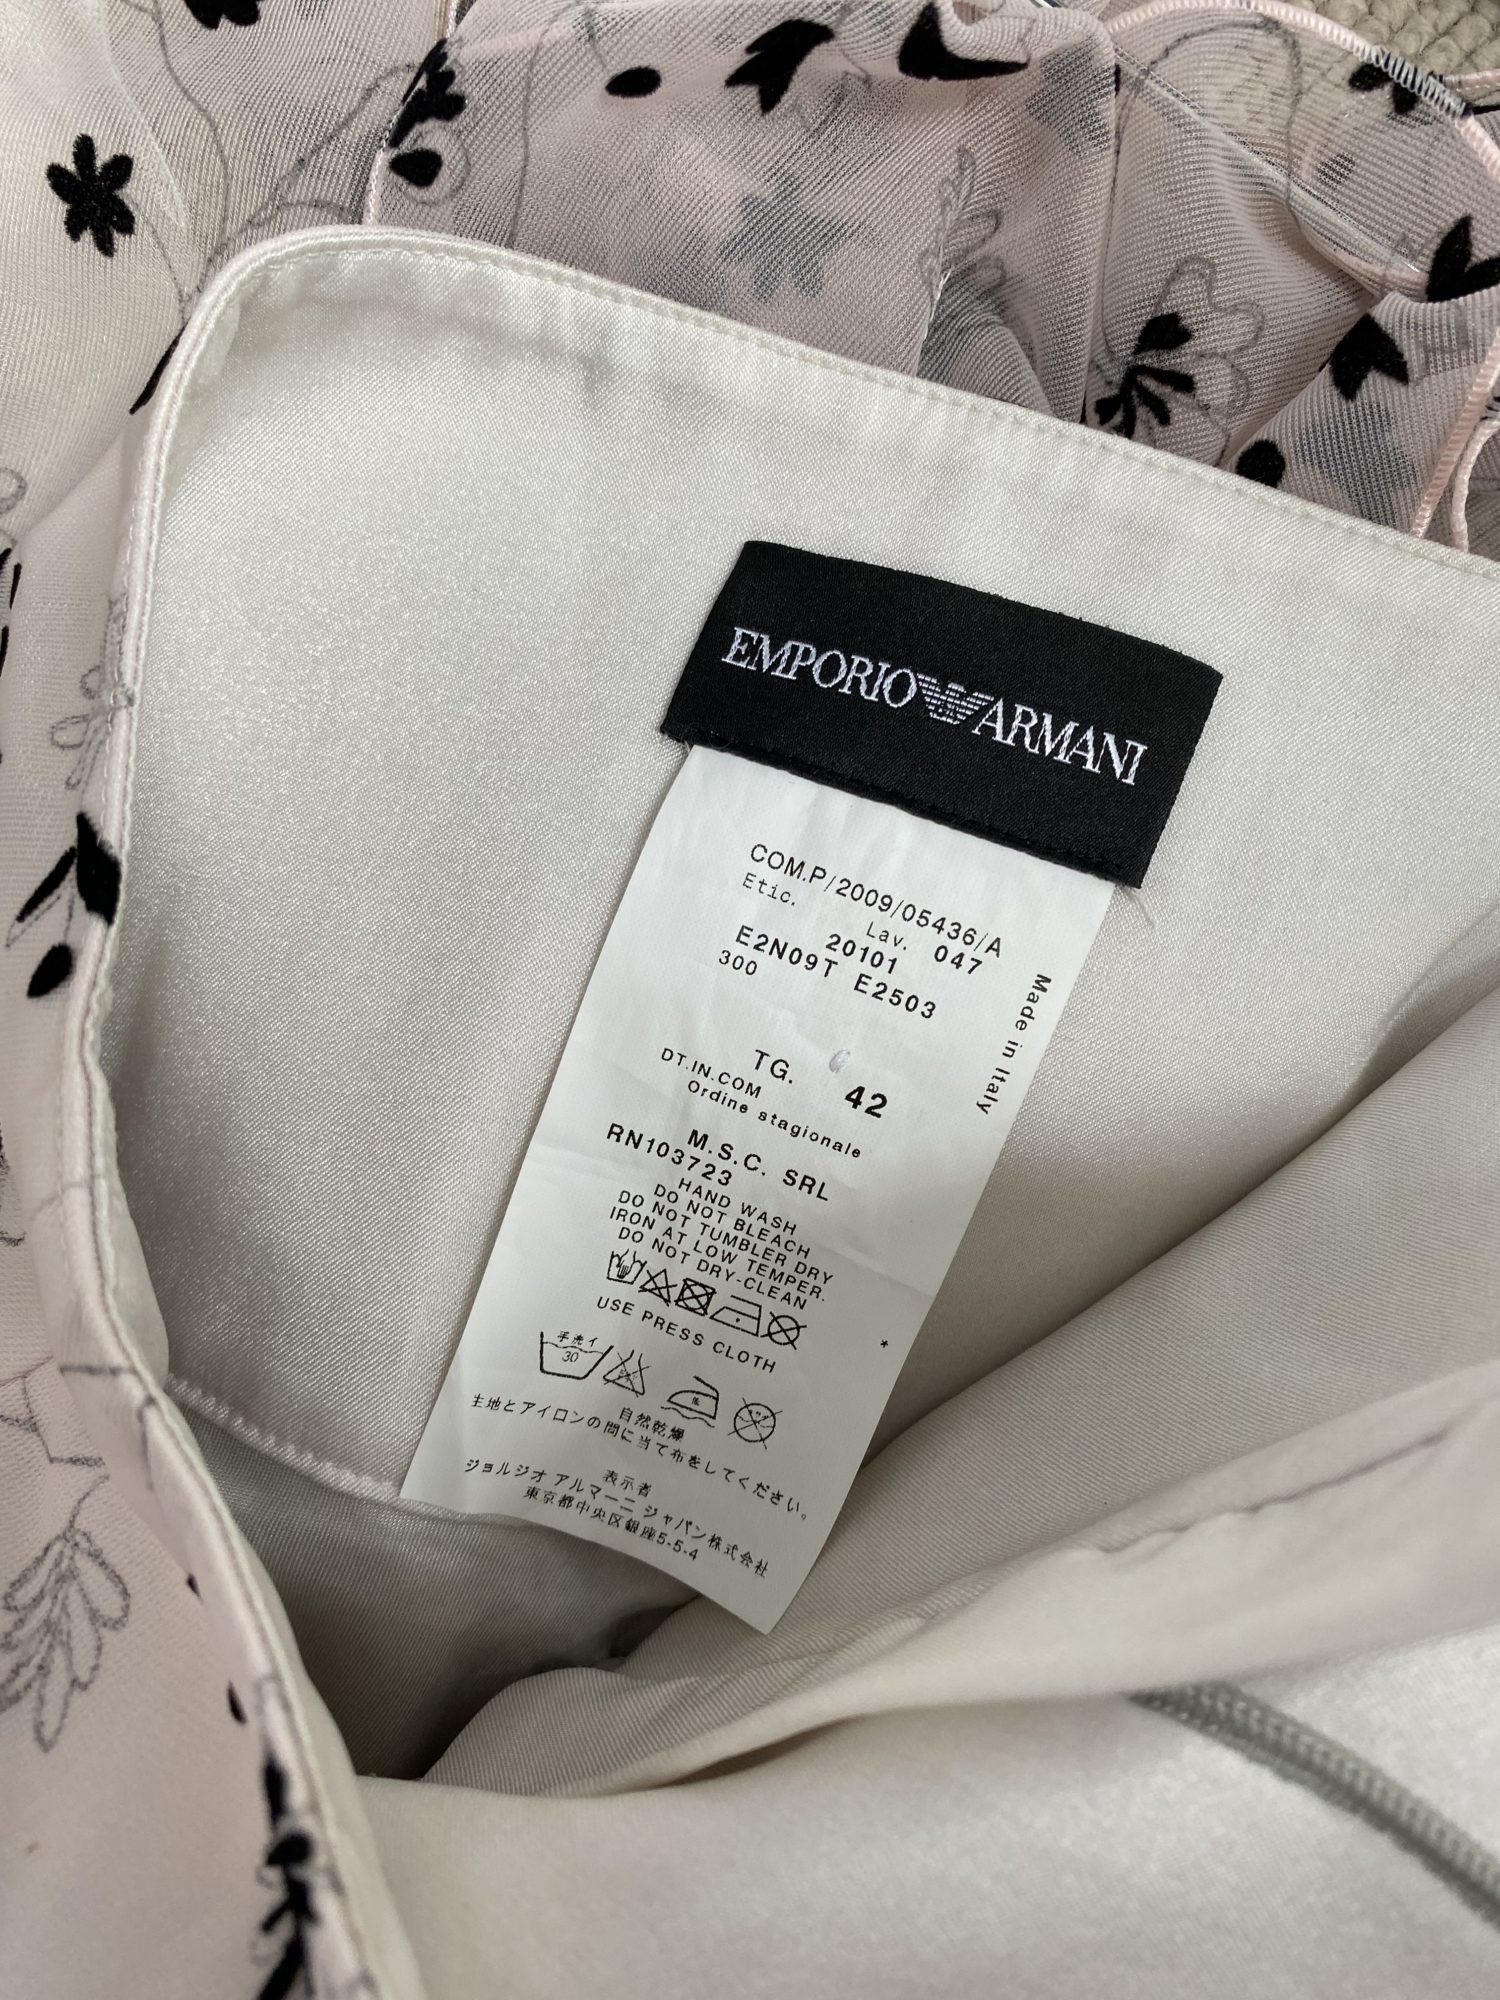 EMPORIO ARMANI
COM.P/2009/05436/A
Etic. Lav. 047
20101
E2N09T E2503
300
Made in Italy
TG. 42
DT.IN.COM
Ordine stagionale
M.S.C. SRL
RN103723
HAND WASH
DO NOT BLEACH
DO NOT TUMBLER DRY
IRON AT LOW TEMPER.
DO NOT DRY-CLEAN
USE PRESS CLOTH
*
手洗イ
30
低
自然乾燥
生地とアイロンの間に当て布をしてください。
表示者
ジョルジオ アルマーニ ジャパン株式会社
東京都中央区銀座5-5-4